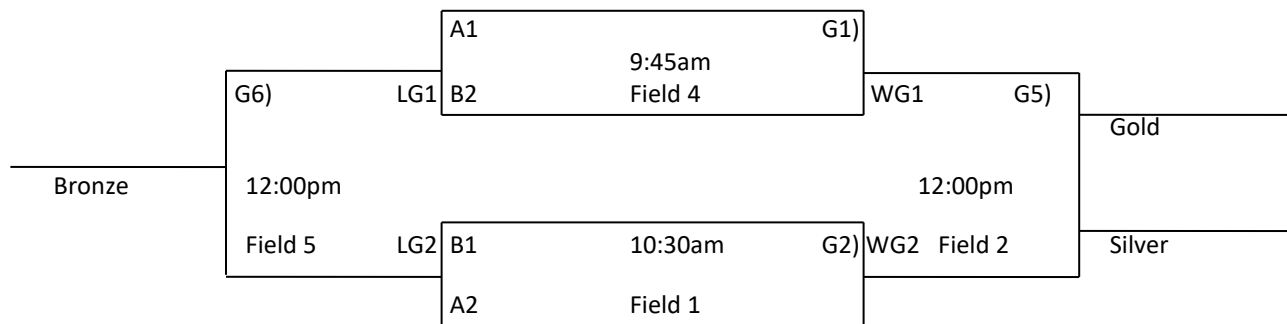 A1 G1)
9:45am
G6) LG1 B2 Field 4 WG1 G5)
Gold
Bronze 12:00pm 12:00pm
Field 5 LG2 B1 10:30am G2) WG2 Field 2 Silver
A2 Field 1